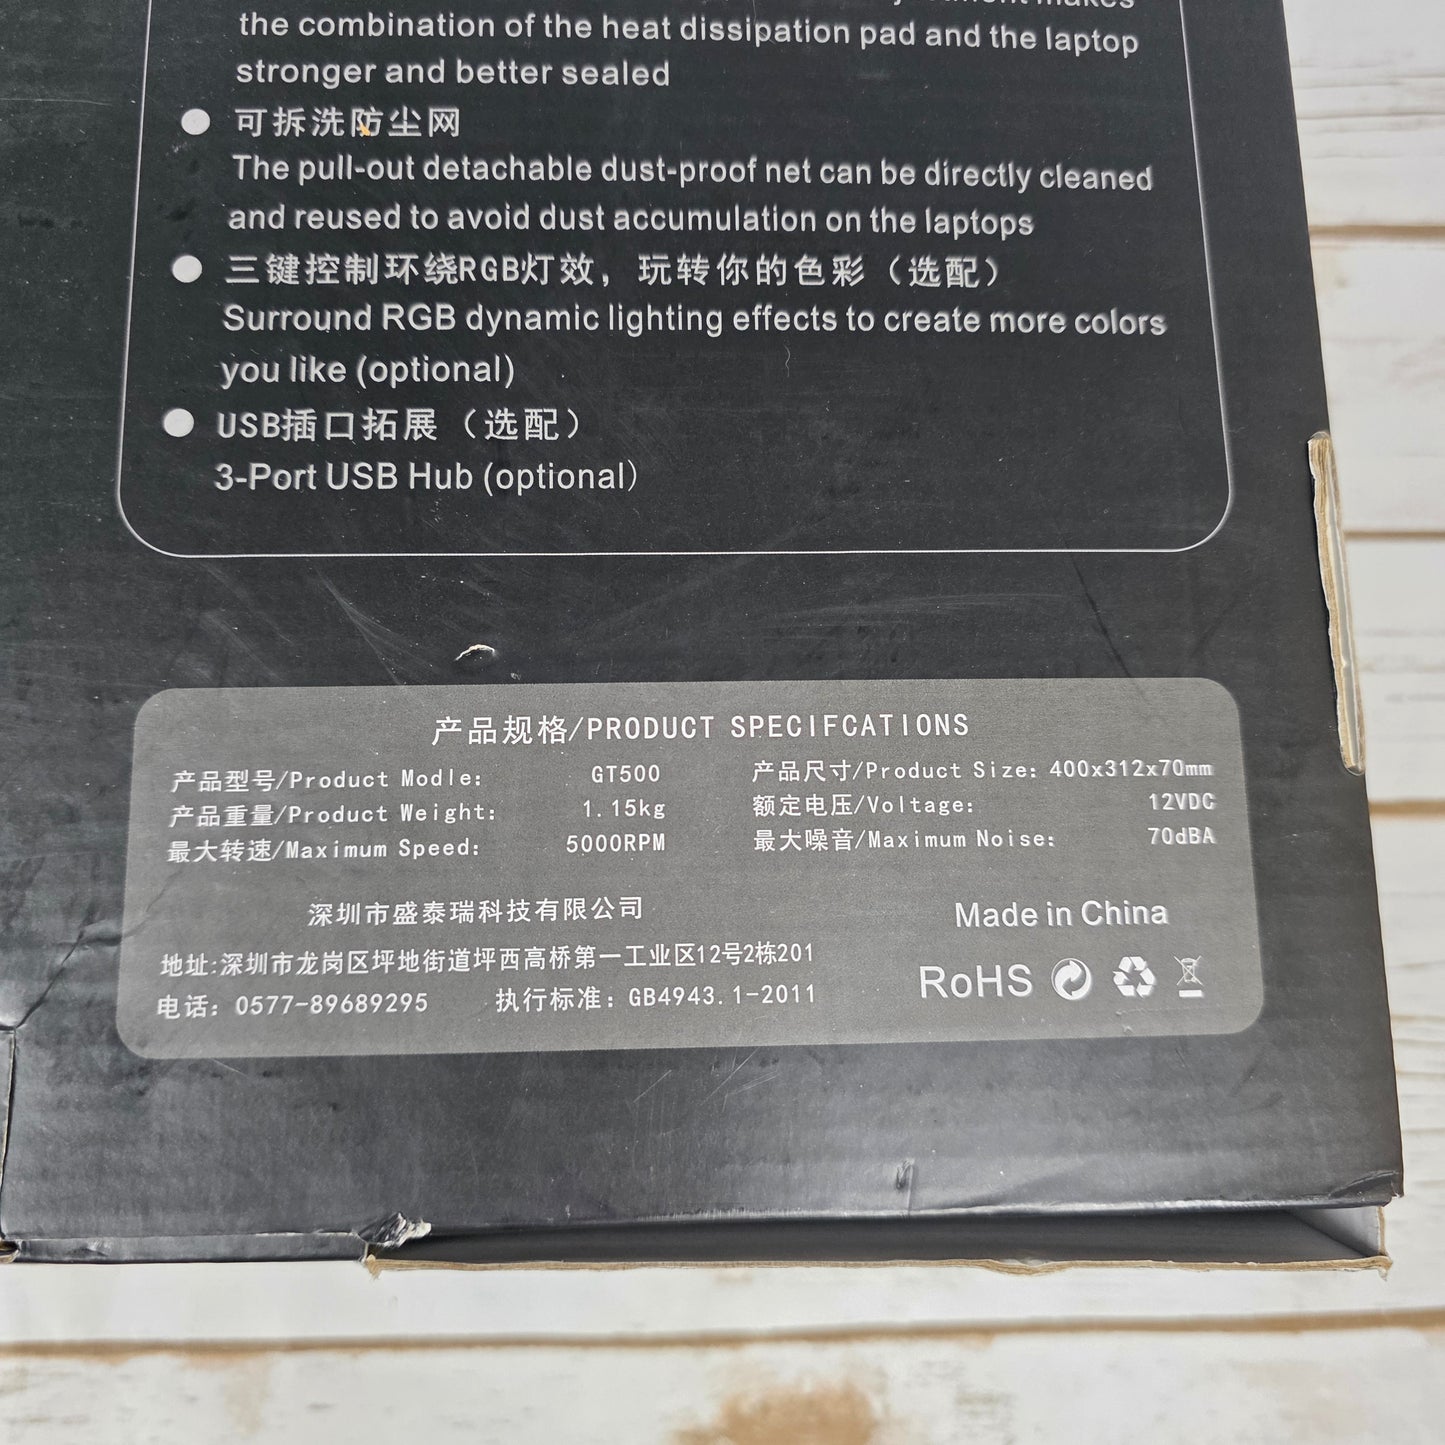 makes
the combination of the heat dissipation pad and the laptop
stronger and better sealed
可拆洗防尘网
The pull-out detachable dust-proof net can be directly cleaned
and reused to avoid dust accumulation on the laptops
三键控制环绕RGB灯效，玩转你的色彩（选配）
Surround RGB dynamic lighting effects to create more colors
you like (optional)
USB插口拓展（选配）
3-Port USB Hub (optional)
产品规格/PRODUCT SPECIFCATIONS
产品型号/Product Modle: GT500
产品尺寸/Product Size: 400x312x70mm
产品重量/Product Weight: 1.15kg
额定电压/Voltage: 12VDC
最大转速/Maximum Speed: 5000RPM
最大噪音/Maximum Noise: 70dBA
深圳市盛泰瑞科技有限公司
Made in China
地址:深圳市龙岗区坪地街道坪西高桥第一工业区12号2栋201
电话: 0577-89689295 执行标准: GB4943.1-2011
RoHS